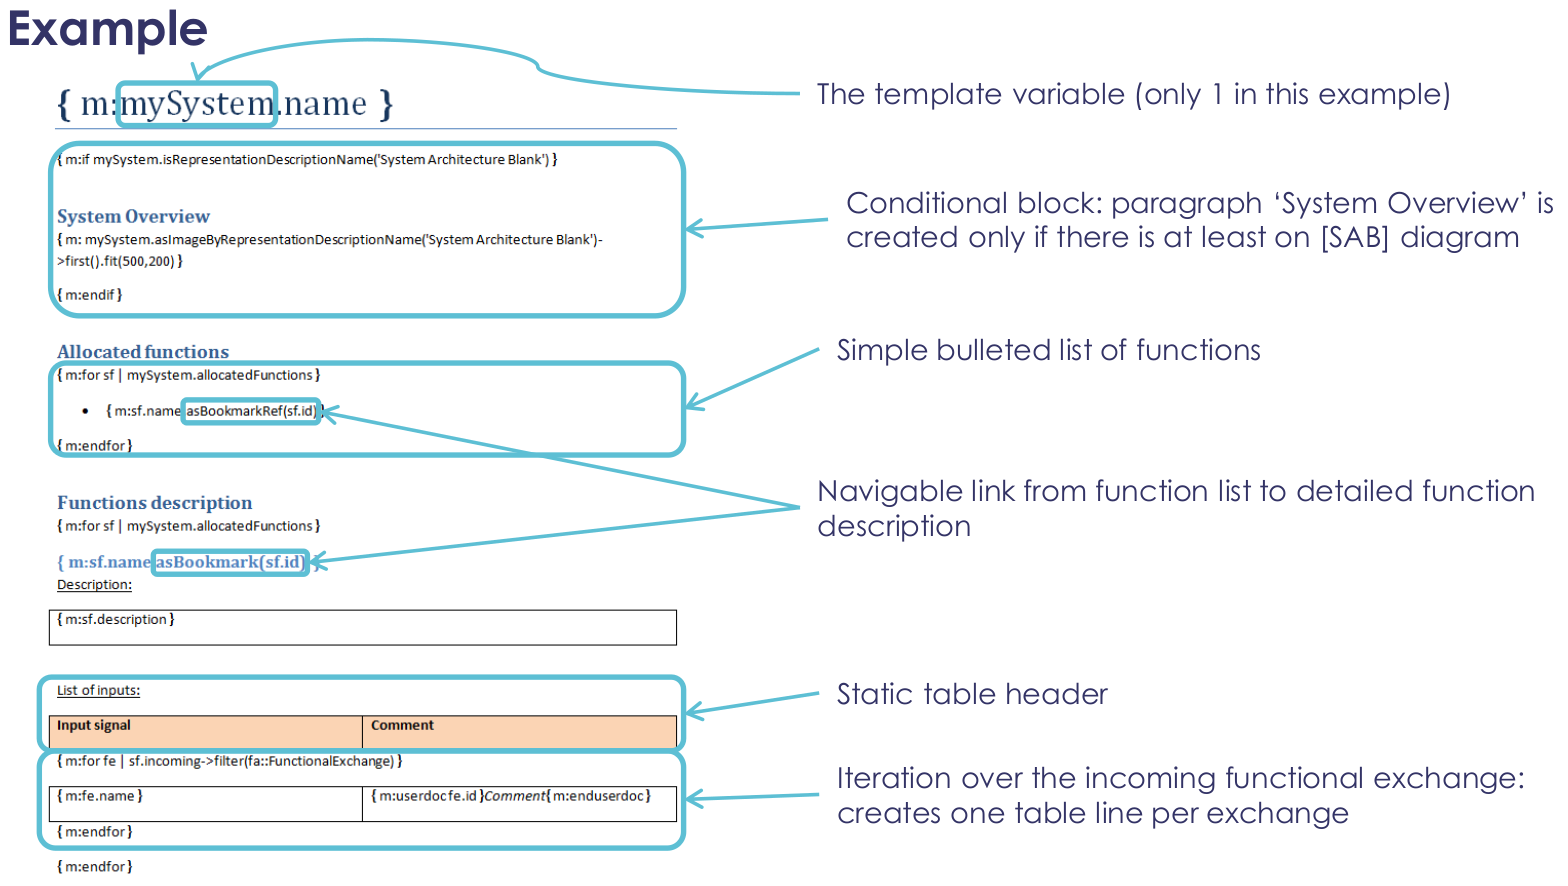 Example
{ m:mySystem.name }
The template variable (only 1 in this example)
{ m:if mySystem.isRepresentationDescriptionName('System Architecture Blank') }
System Overview
{ m: mySystem.asImageByRepresentationDescriptionName('System Architecture Blank')-
>first().fit(500,200) }
{ m:endif }
Conditional block: paragraph ‘System Overview’ is
created only if there is at least on [SAB] diagram
Allocated functions
{ m:for sf | mySystem.allocatedFunctions }
• { m:sf.name.asBookmarkRef(sf.id) }
{ m:endfor }
Simple bulleted list of functions
Functions description
{ m:for sf | mySystem.allocatedFunctions }
{ m:sf.name.asBookmark(sf.id) }
Description:
{ m:sf.description }
Navigable link from function list to detailed function
description
List of inputs:
Input signal Comment
Static table header
{ m:for fe | sf.incoming->filter(fa::FunctionalExchange) }
{ m:fe.name } { m:userdoc fe.id }Comment{ m:enduserdoc }
{ m:endfor }
{ m:endfor }
Iteration over the incoming functional exchange:
creates one table line per exchange